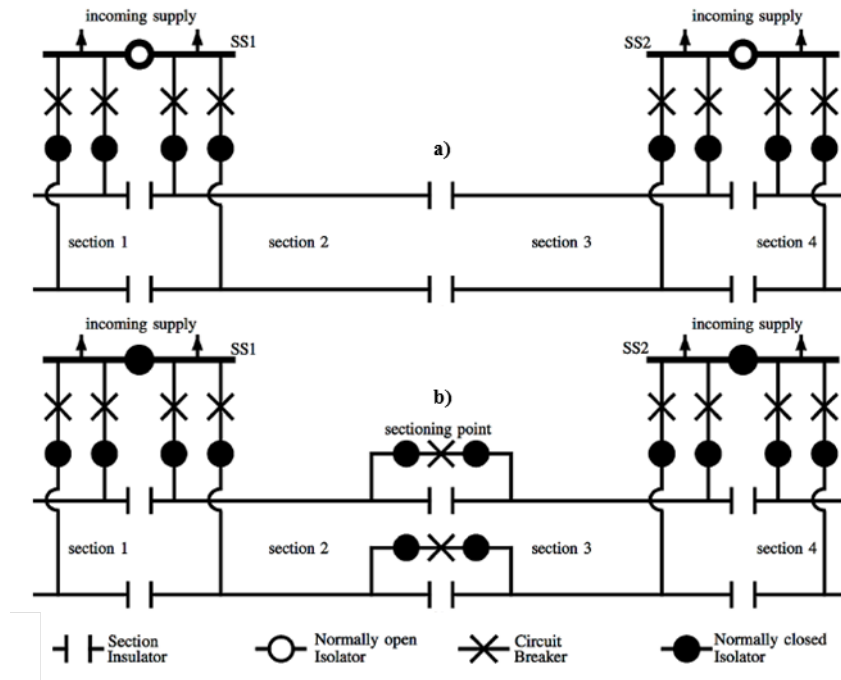 incoming supply
incoming supply
SS1
SS2
a)
section 1
section 2
section 3
section 4
incoming supply
incoming supply
SS1
SS2
b)
sectioning point
section 1
section 2
section 3
section 4
Section
Insulator
Normally open
Isolator
Circuit
Breaker
Normally closed
Isolator